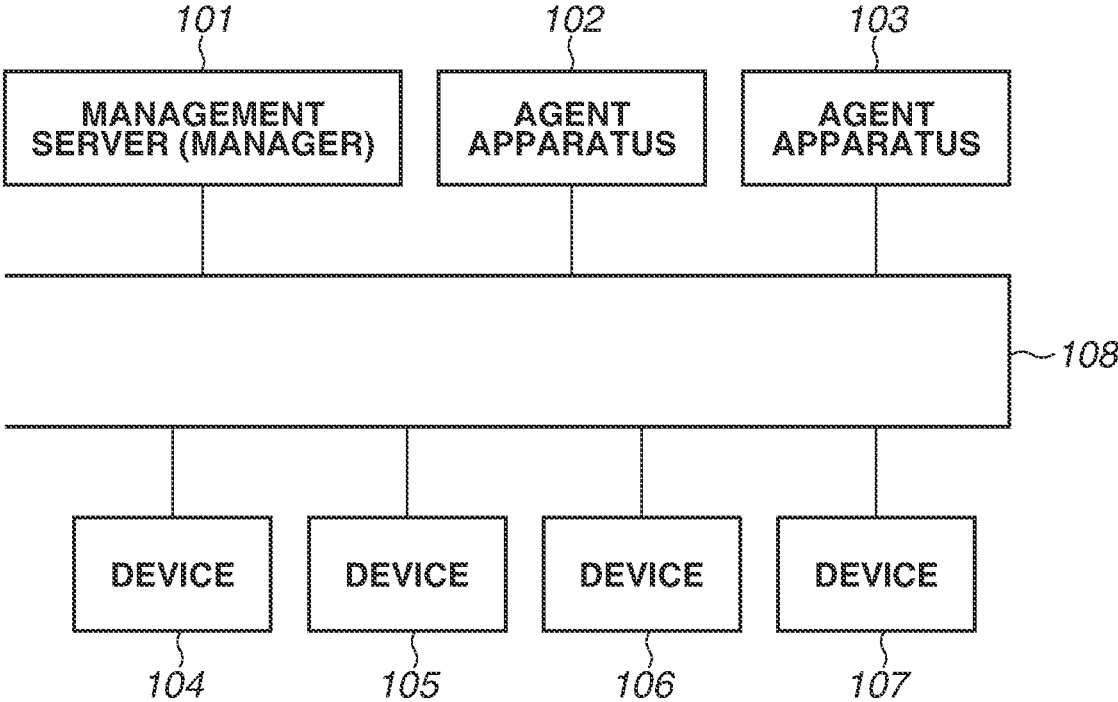 101
102
103
MANAGEMENT
SERVER (MANAGER)
AGENT
APPARATUS
AGENT
APPARATUS
108
DEVICE
DEVICE
DEVICE
DEVICE
104
105
106
107